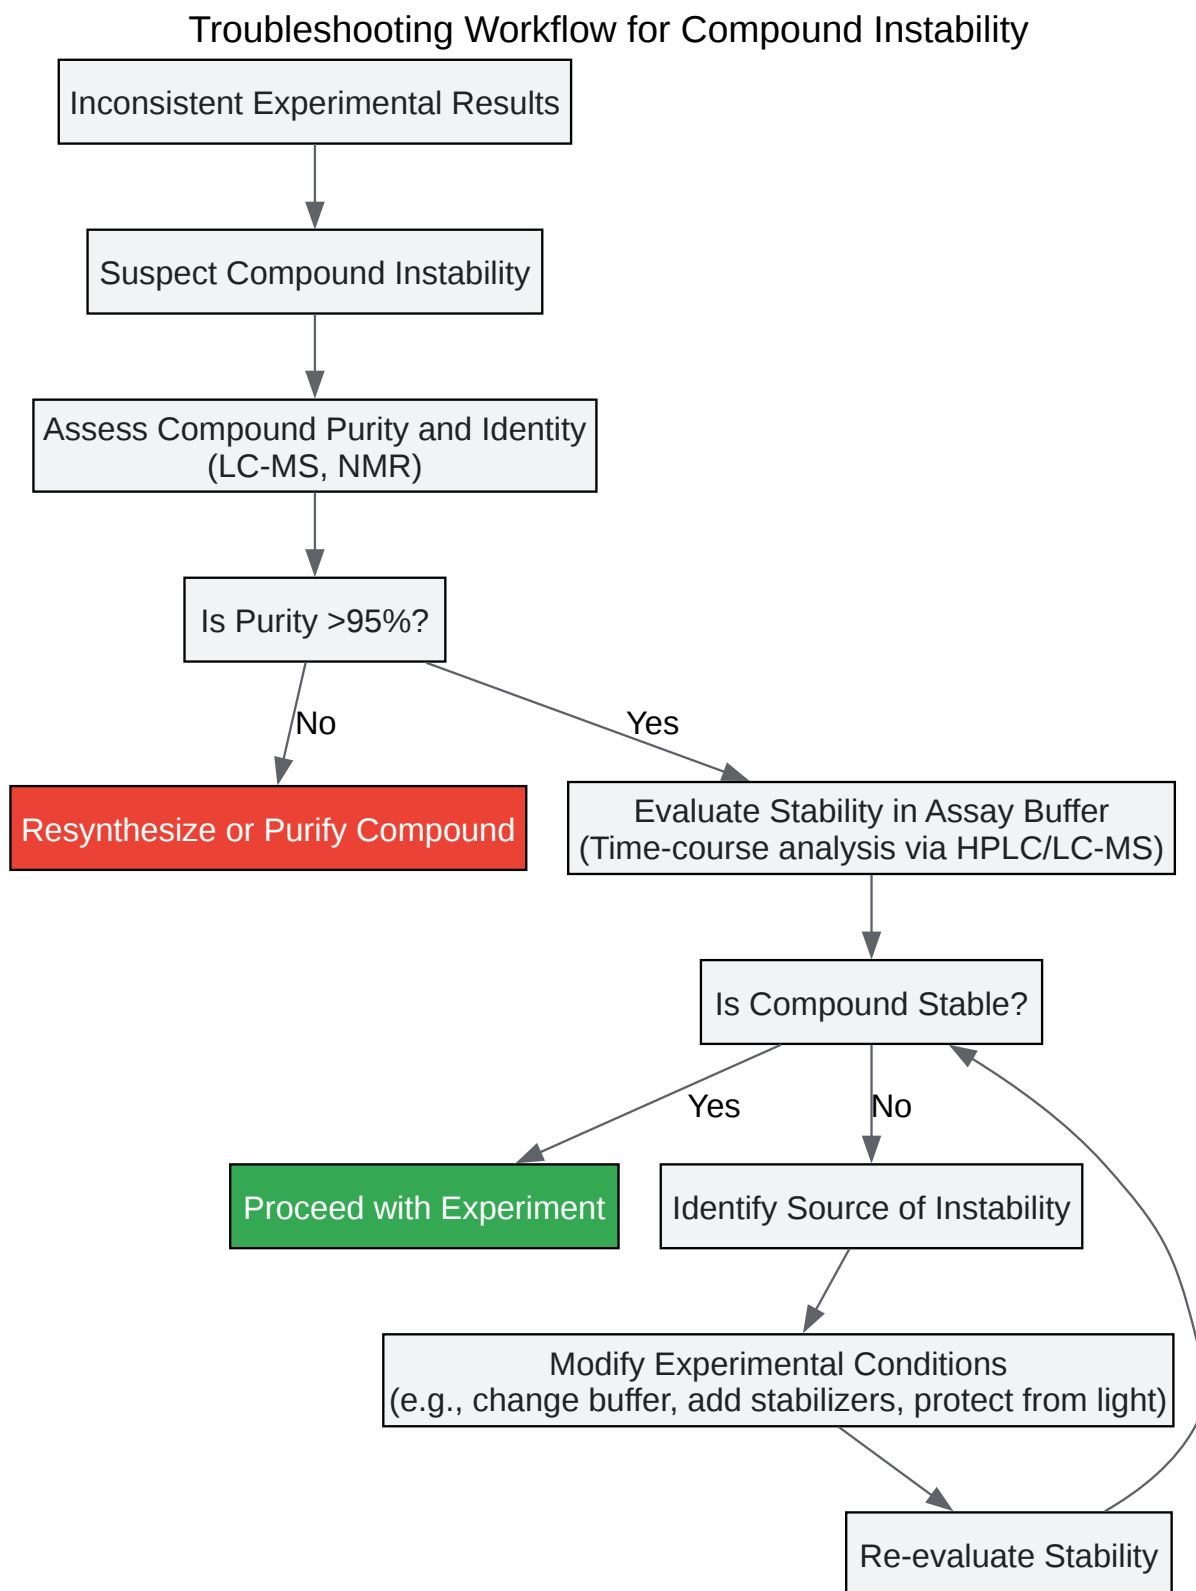 Troubleshooting Workflow for Compound Instability
Inconsistent Experimental Results
Suspect Compound Instability
Assess Compound Purity and Identity
(LC-MS, NMR)
Is Purity >95%?
No
Yes
Resynthesize or Purify Compound
Evaluate Stability in Assay Buffer
(Time-course analysis via HPLC/LC-MS)
Is Compound Stable?
Yes
No
Proceed with Experiment
Identify Source of Instability
Modify Experimental Conditions
(e.g., change buffer, add stabilizers, protect from light)
Re-evaluate Stability